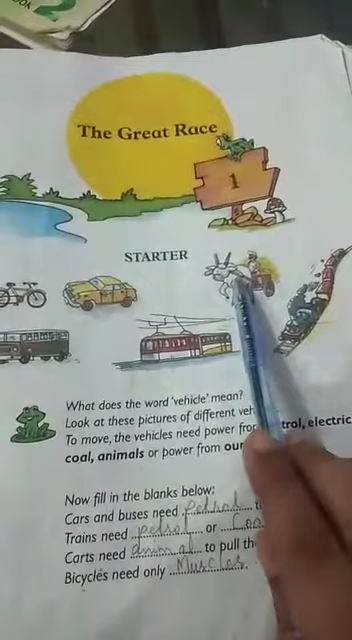 2
The Great Race
1
STARTER
What does the word 'vehicle' mean?
Look at these pictures of different veh
To move, the vehicles need power fro trol, electric
coal, animals or power from our
Now fill in the blanks below:
Cars and buses need petrol t
Trains need petrol or Coa
Carts need animal to pull the
Bicycles need only Muscles.